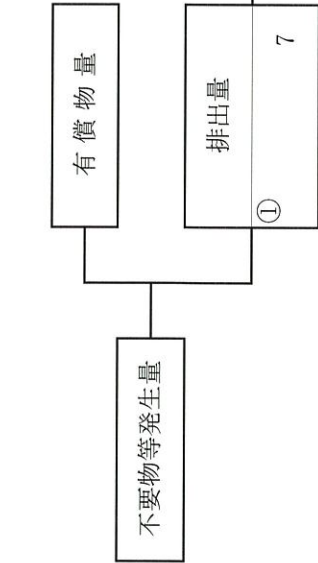 不要物等発生量
有償物量
排出量
①
7